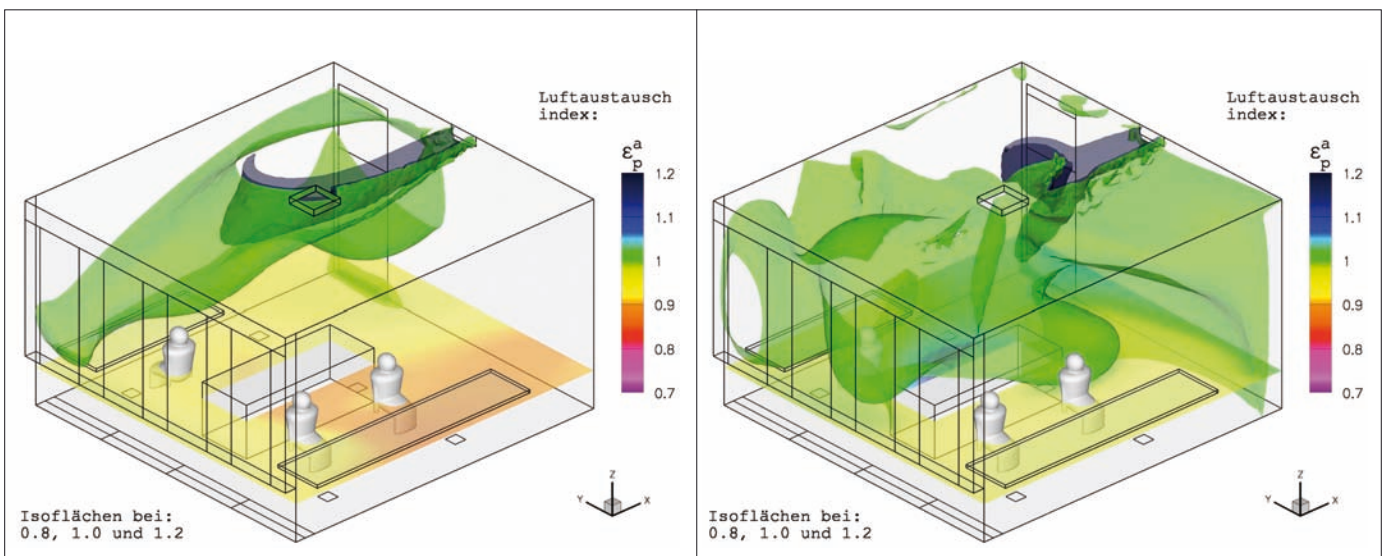 Luftaustausch
index:
ε_p^a
1.2
1.1
1
0.9
0.8
0.7
Z
Y
X
Isoflächen bei:
0.8, 1.0 und 1.2
Luftaustausch
index:
ε_p^a
1.2
1.1
1
0.9
0.8
0.7
Z
Y
X
Isoflächen bei:
0.8, 1.0 und 1.2